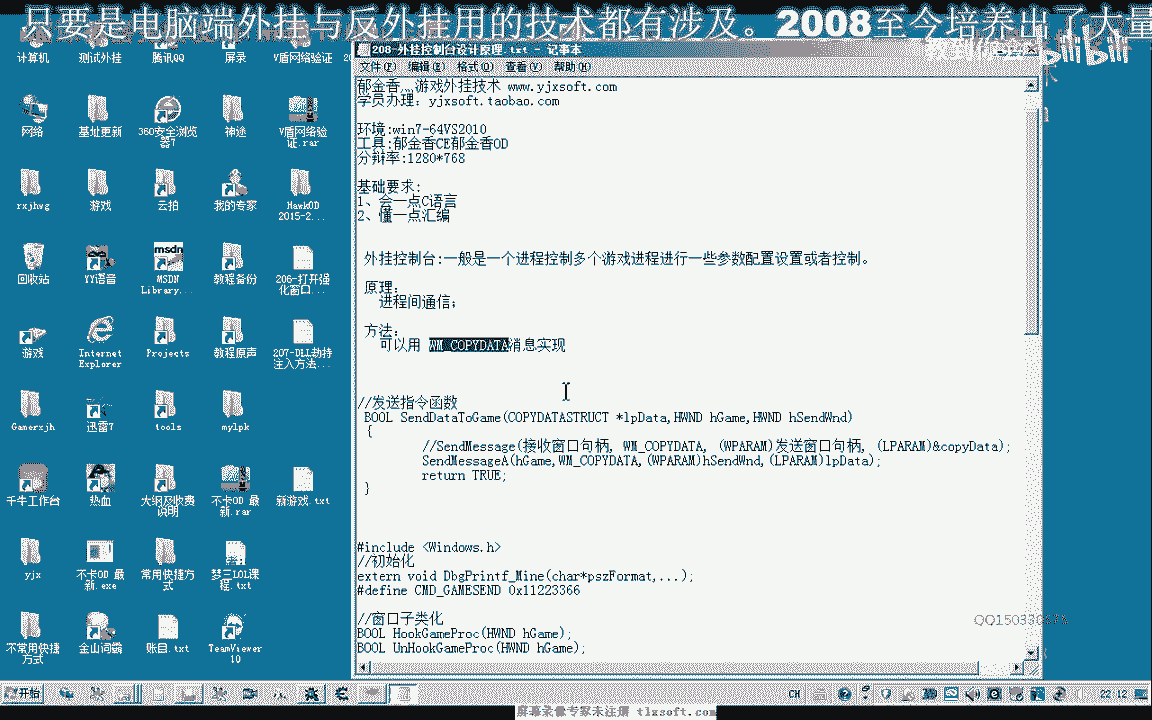 只要是电脑端外挂与反外挂用的技术都有涉及。2008至今培养出了大量
bilibili
208-外挂控制台设计原理.txt - 记事本
文件(F) 编辑(E) 格式(O) 查看(V) 帮助(H)
郁金香灬游戏外挂技术 www.yjxsoft.com
学员办理: yjxsoft.taobao.com
环境:win7-64VS2010
工具:郁金香CE郁金香OD
分辩率:1280*768
基础要求:
1、会一点C语言
2、懂一点汇编
外挂控制台:一般是一个进程控制多个游戏进程进行一些参数配置设置或者控制。
原理:
进程间通信;
方法:
可以用 WM_COPYDATA消息实现
//发送指令函数
BOOL SendDataToGame(COPYDATASTRUCT *lpData,HWND hGame,HWND hSendWnd)
{
//SendMessage(接收窗口句柄, WM_COPYDATA, (WPARAM)发送窗口句柄, (LPARAM)&copyData);
SendMessageA(hGame,WM_COPYDATA,(WPARAM)hSendWnd,(LPARAM)lpData);
return TRUE;
}
#include <Windows.h>
//初始化
extern void DbgPrintf_Mine(char*pszFormat,...);
#define CMD_GAMESEND 0x11223366
//窗口子类化
BOOL HookGameProc(HWND hGame);
BOOL UnHookGameProc(HWND hGame);
计算机 测试外挂 腾讯QQ 屏录 V盾网络验证
网络 基址更新 360安全浏览器7 神途 V盾网络验证.rar
rxjhwg 游戏 云拍 我的专家 HawkOD 2015-2...
回收站 YY语音 MSDN Library... 教程备份 206-打开强化窗口...
游戏 Internet Explorer Projects 教程原声 207-DLL劫持注入方法...
Gamerxjh 迅雷7 tools mylpk
千牛工作台 热血 大纲及收费说明 不卡OD 最新.rar 新游戏.txt
yjx 不卡OD 最新.exe 常用快捷方式 梦三LOL课程.txt
不常用快捷方式 金山词霸 账目.txt TeamViewer 10
开始
CH
22:12
屏幕录像专家未注册 tlxsoft.com